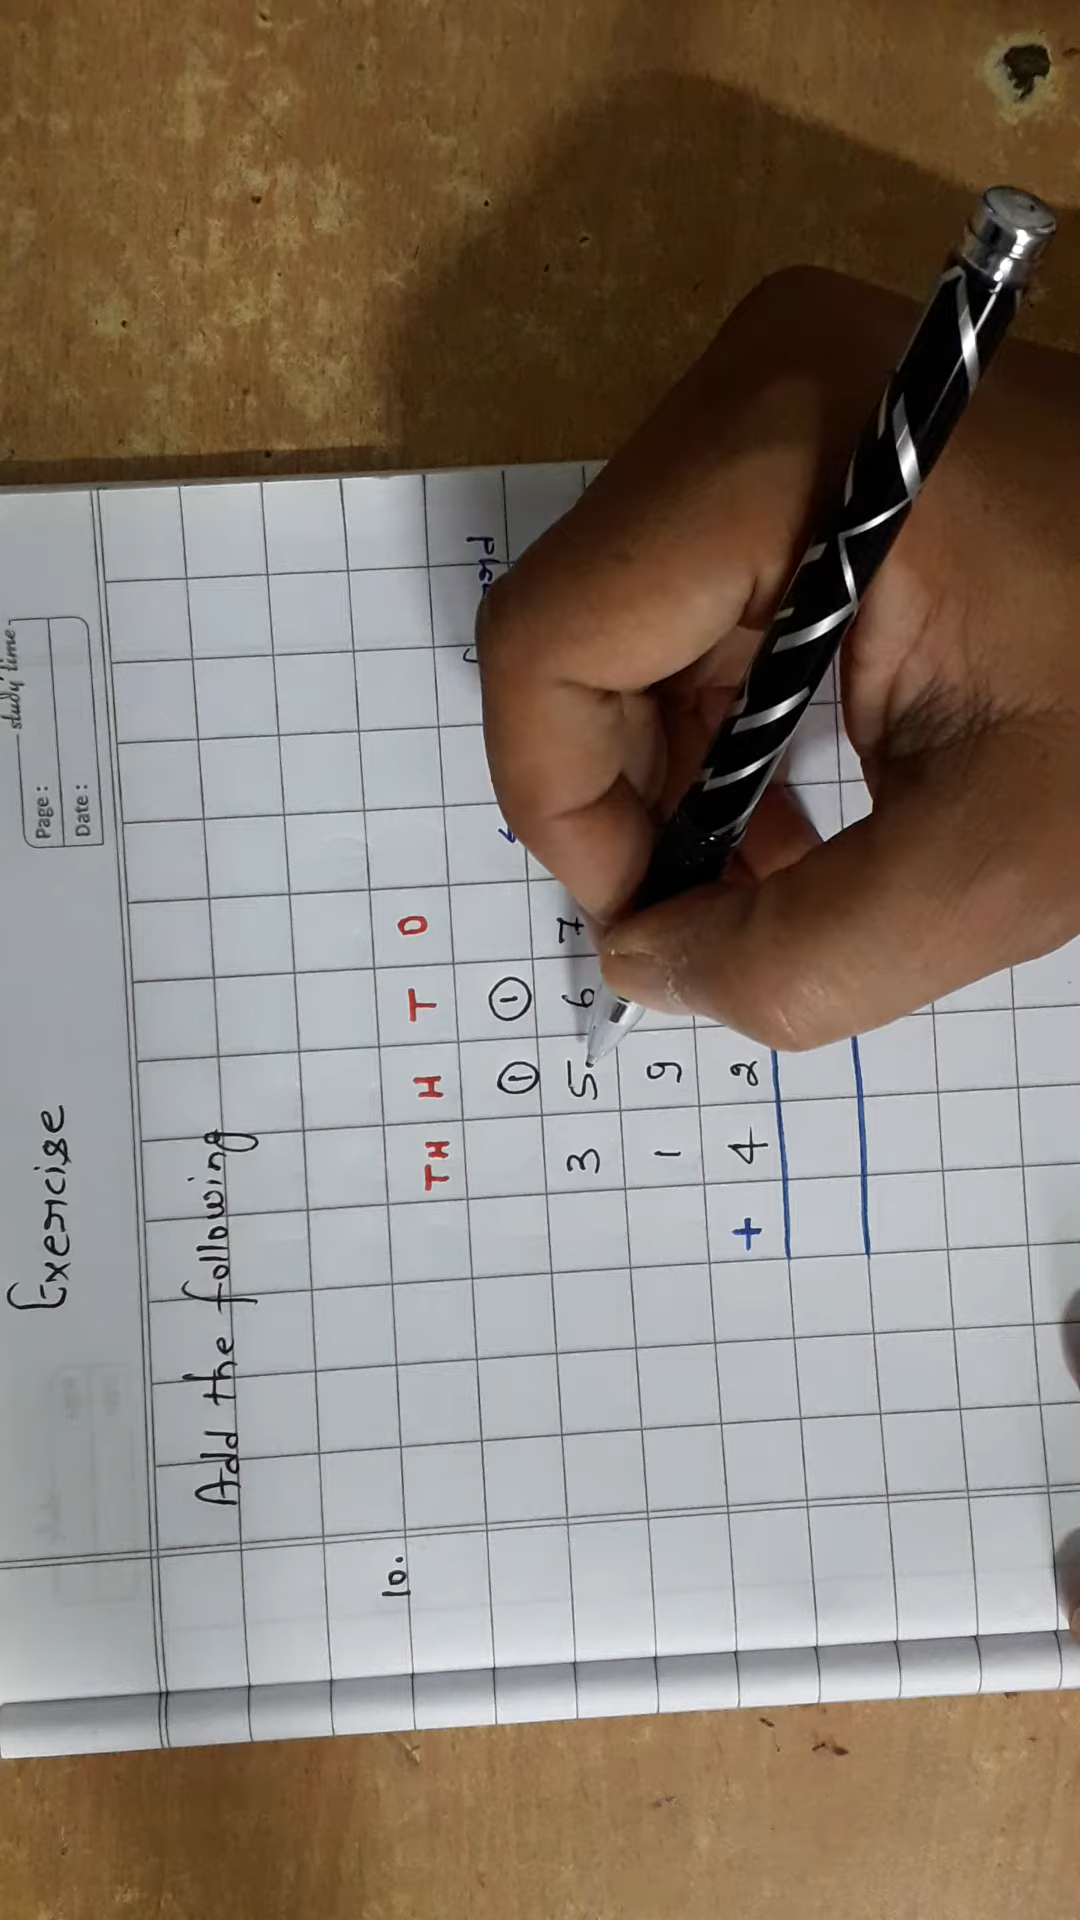 Exercise
study time
Page:
Date:
Add the following
10.
TH H T O
1 1
3 5 6 7
1 9
+ 4 2